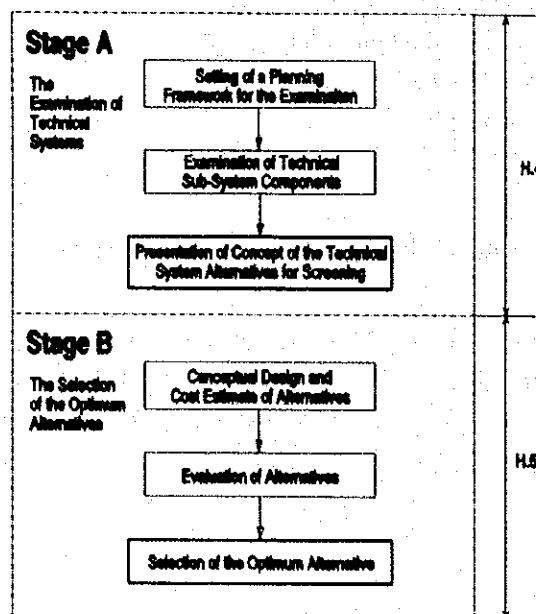 Stage A
The
Examination of
Technical
Systems
Setting of a Planning
Framework for the Examination
Examination of Technical
Sub-System Components
Presentation of Concept of the Technical
System Alternatives for Screening
H.4
Stage B
The Selection
of the Optimum
Alternatives
Conceptual Design and
Cost Estimate of Alternatives
Evaluation of Alternatives
Selection of the Optimum Alternative
H.5